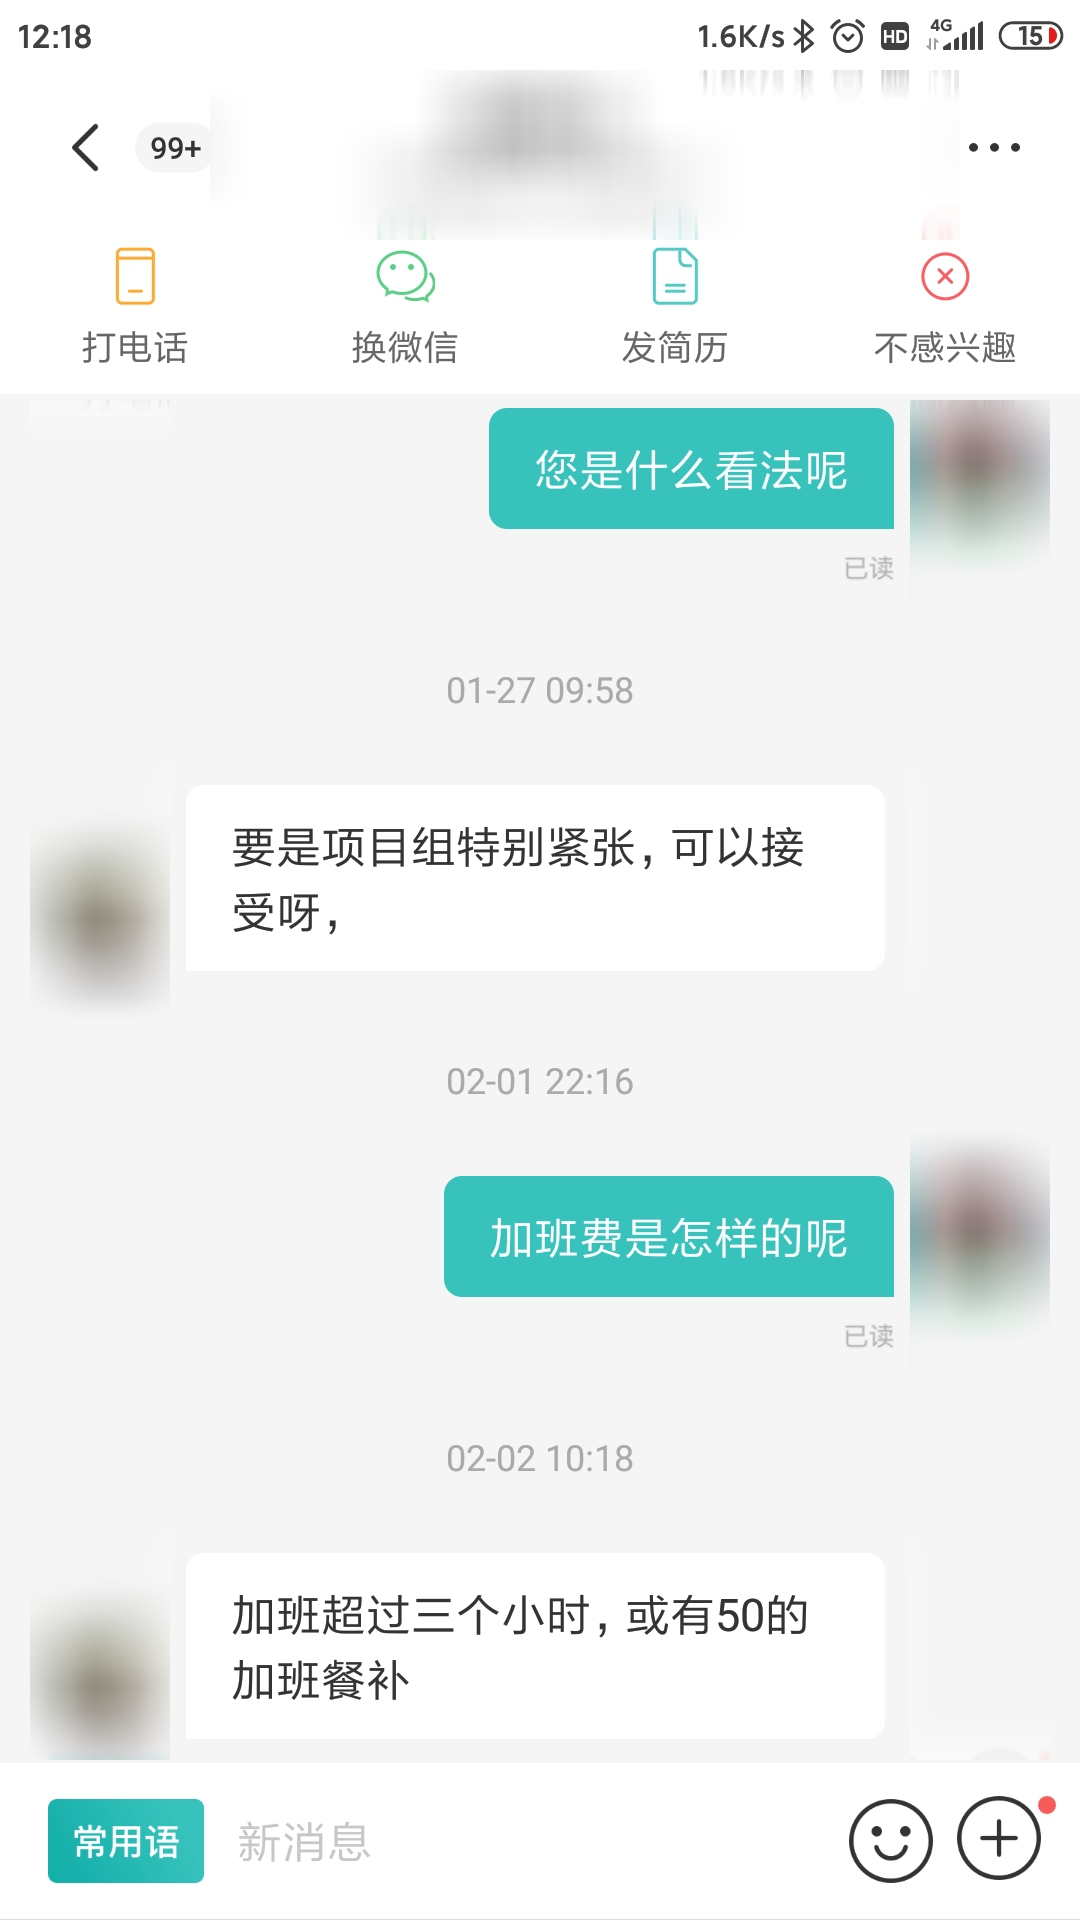 12:18
1.6K/s
HD
4G
15
99+
打电话
换微信
发简历
不感兴趣
您是什么看法呢
已读
01-27 09:58
要是项目组特别紧张，可以接
受呀，
02-01 22:16
加班费是怎样的呢
已读
02-02 10:18
加班超过三个小时，或有50的
加班餐补
常用语
新消息